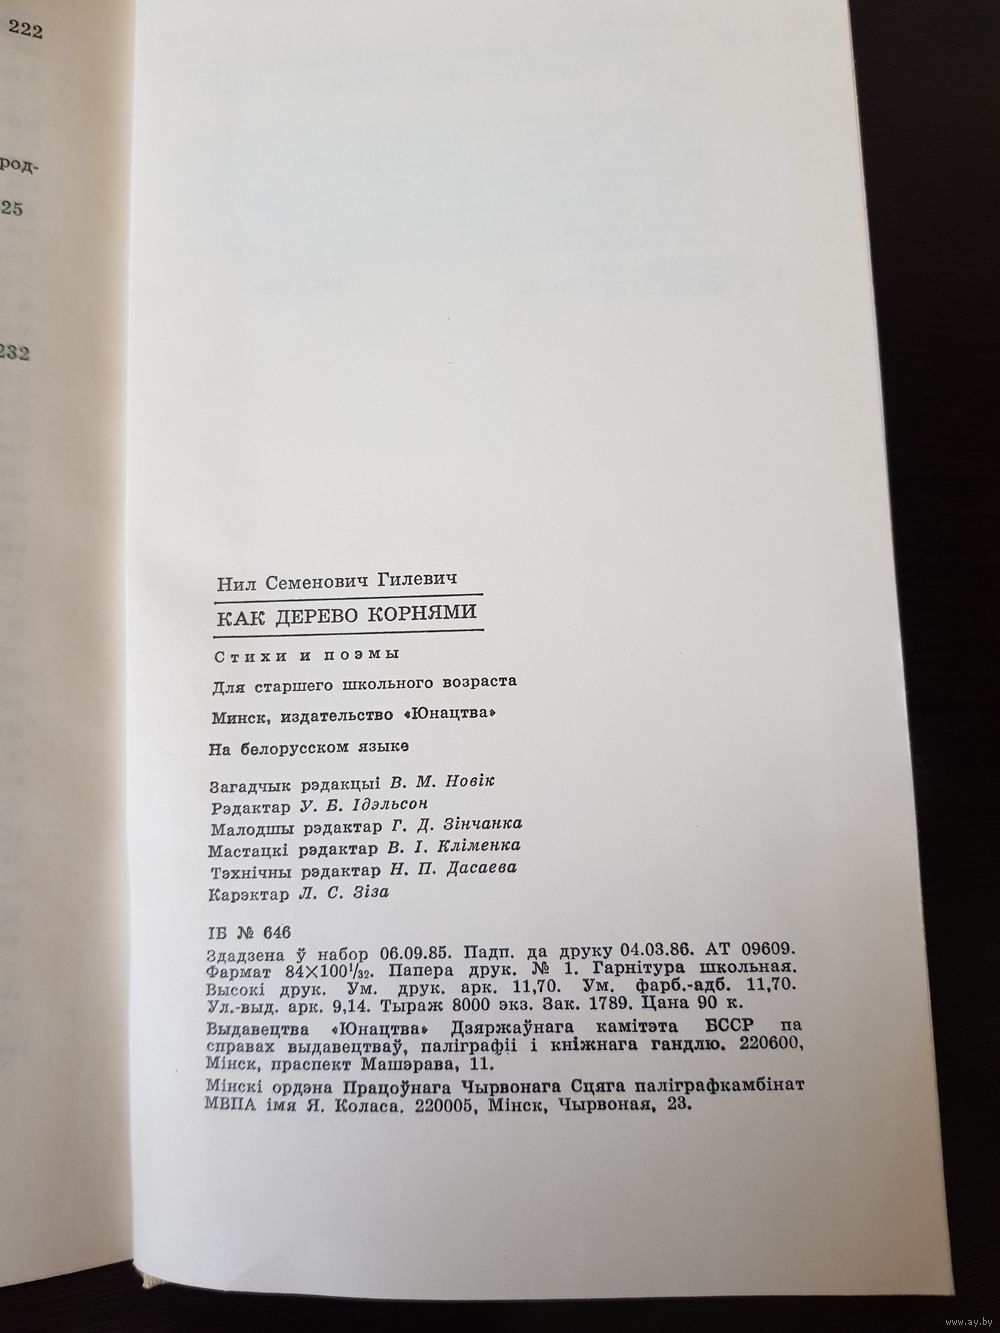 222
род-
25
232
Нил Семенович Гилевич
КАК ДЕРЕВО КОРНЯМИ
Стихи и поэмы
Для старшего школьного возраста
Минск, издательство «Юнацтва»
На белорусском языке
Загадчык рэдакцыі В. М. Новік
Рэдактар У. Б. Ідэльсон
Малодшы рэдактар Г. Д. Зінчанка
Мастацкі рэдактар В. І. Кліменка
Тэхнічны рэдактар Н. П. Дасаева
Карэктар Л. С. Зіза
ІБ № 646
Здадзена ў набор 06.09.85. Падп. да друку 04.03.86. АТ 09609.
Фармат 84×100¹/₃₂. Папера друк. № 1. Гарнітура школьная.
Высокі друк. Ум. друк. арк. 11,70. Ум. фарб.-адб. 11,70.
Ул.-выд. арк. 9,14. Тыраж 8000 экз. Зак. 1789. Цана 90 к.
Выдавецтва «Юнацтва» Дзяржаўнага камітэта БССР па
справах выдавецтваў, паліграфіі і кніжнага гандлю. 220600,
Мінск, праспект Машэрава, 11.
Мінскі ордэна Працоўнага Чырвонага Сцяга паліграфкамбінат
МВПА імя Я. Коласа. 220005, Мінск, Чырвоная, 23.
www.ay.by